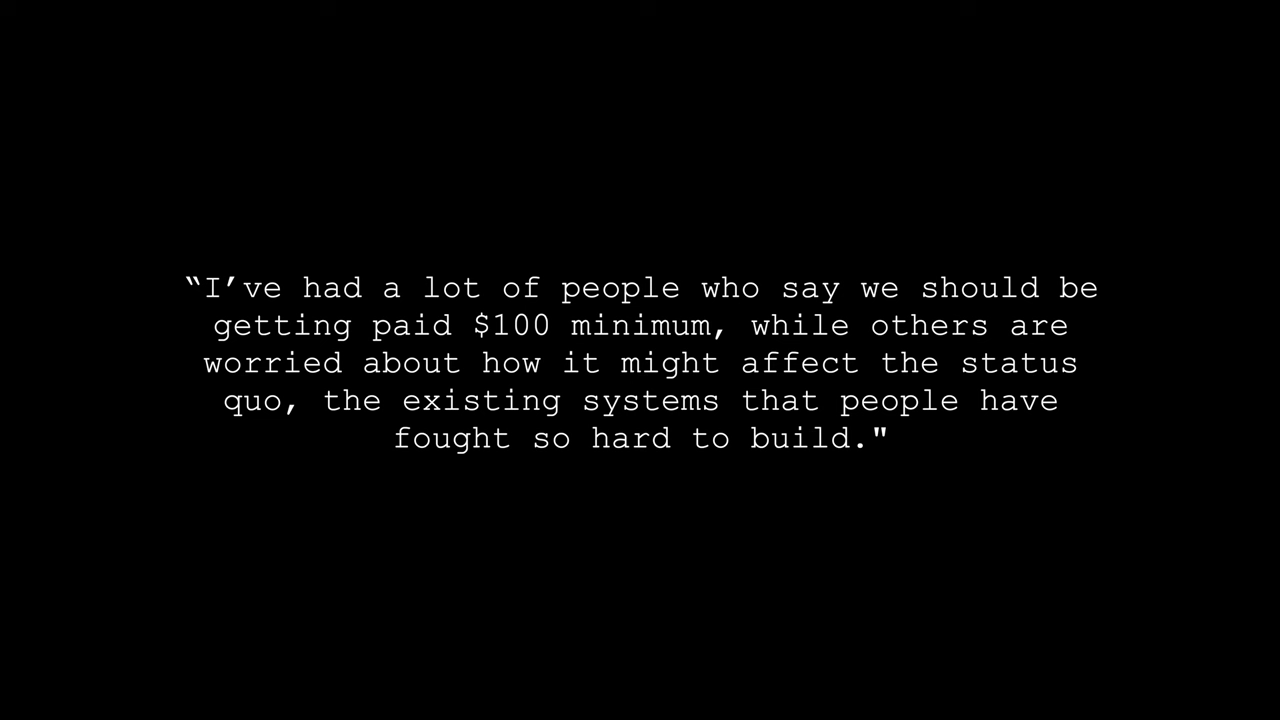 “I’ve had a lot of people who say we should be
getting paid $100 minimum, while others are
worried about how it might affect the status
quo, the existing systems that people have
fought so hard to build."